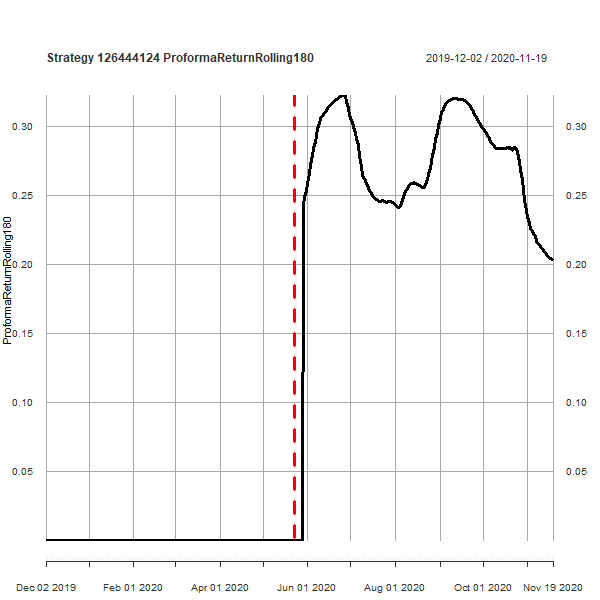 Strategy 126444124 ProformaReturnRolling180
2019-12-02 / 2020-11-19
ProformaReturnRolling180
0.30
0.25
0.20
0.15
0.10
0.05
0.30
0.25
0.20
0.15
0.10
0.05
Dec 02 2019
Feb 01 2020
Apr 01 2020
Jun 01 2020
Aug 01 2020
Oct 01 2020
Nov 19 2020